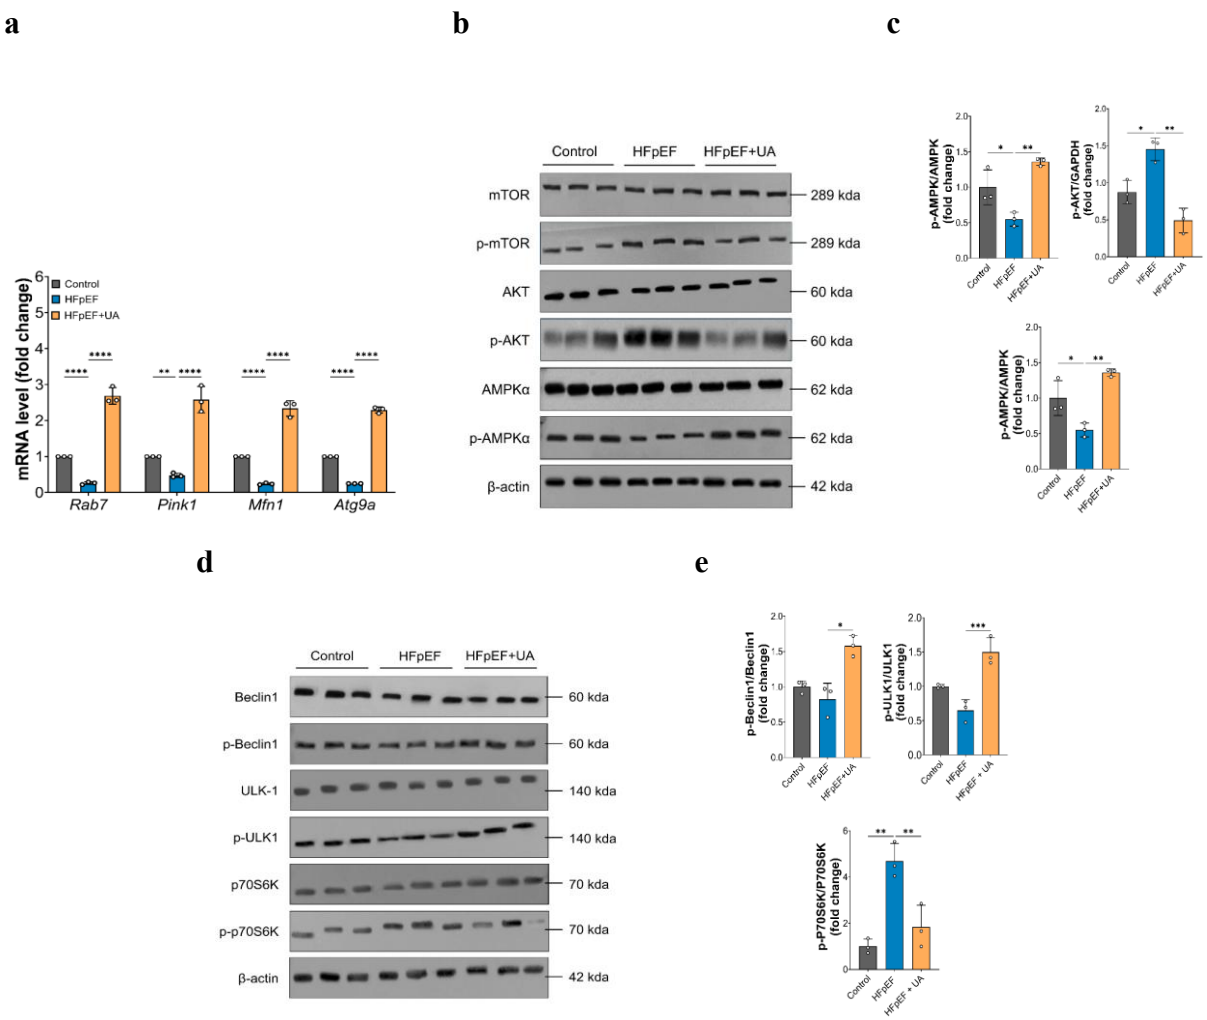 a
b
c
mRNA level (fold change)
6
5
4
3
2
1
0
Control
HFpEF
HFpEF+UA
****
****
**
****
****
****
****
****
Rab7
Pink1
Mfn1
Atg9a
Control
HFpEF
HFpEF+UA
mTOR
289 kda
p-mTOR
289 kda
AKT
60 kda
p-AKT
60 kda
AMPKα
62 kda
p-AMPKα
62 kda
β-actin
42 kda
p-AMPK/AMPK
(fold change)
2.0
1.5
1.0
0.5
0.0
*
**
Control
HFpEF
HFpEF+UA
p-AKT/GAPDH
(fold change)
2.0
1.5
1.0
0.5
0.0
*
**
Control
HFpEF
HFpEF+UA
p-AMPK/AMPK
(fold change)
2.0
1.5
1.0
0.5
0.0
*
**
Control
HFpEF
HFpEF+UA
d
e
Control
HFpEF
HFpEF+UA
Beclin1
60 kda
p-Beclin1
60 kda
ULK-1
140 kda
p-ULK1
140 kda
p70S6K
70 kda
p-p70S6K
70 kda
β-actin
42 kda
p-Beclin1/Beclin1
(fold change)
2.0
1.5
1.0
0.5
0.0
*
Control
HFpEF
HFpEF+UA
p-ULK1/ULK1
(fold change)
2.0
1.5
1.0
0.5
0.0
***
Control
HFpEF
HFpEF + UA
p-P70S6K/P70S6K
(fold change)
6
4
2
0
**
**
Control
HFpEF
HFpEF + UA